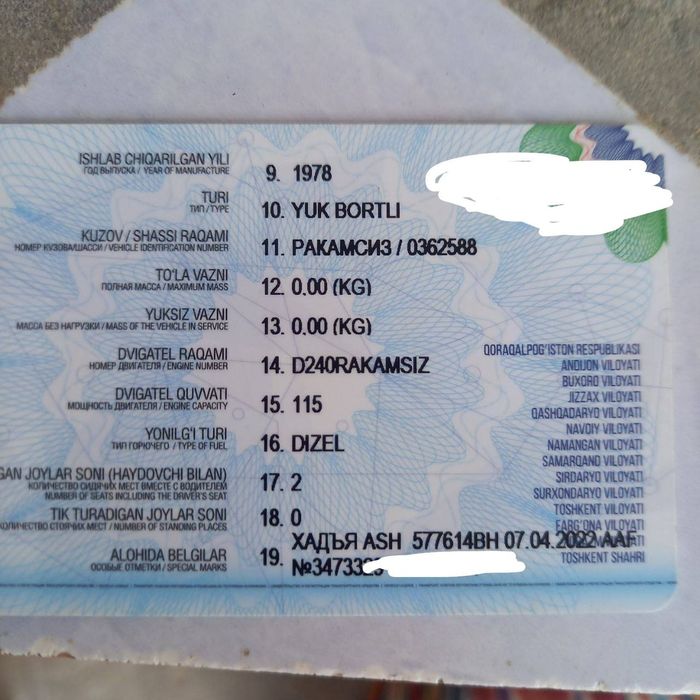 ISHLAB CHIQARILGAN YILI
ГОД ВЫПУСКА / YEAR OF MANUFACTURE
9. 1978
TURI
ТИП / TYPE
10. YUK BORTLI
KUZOV / SHASSI RAQAMI
НОМЕР КУЗОВА/ШАССИ / VEHICLE IDENTIFICATION NUMBER
11. РАКАМСИЗ / 0362588
TO'LA VAZNI
ПОЛНАЯ МАССА / MAXIMUM MASS
12. 0.00 (KG)
YUKSIZ VAZNI
МАССА БЕЗ НАГРУЗКИ / MASS OF THE VEHICLE IN SERVICE
13. 0.00 (KG)
DVIGATEL RAQAMI
НОМЕР ДВИГАТЕЛЯ / ENGINE NUMBER
14. D240RAKAMSIZ
DVIGATEL QUVVATI
МОЩНОСТЬ ДВИГАТЕЛЯ / ENGINE CAPACITY
15. 115
YONILG'I TURI
ТИП ГОРЮЧЕГО / TYPE OF FUEL
16. DIZEL
GAN JOYLAR SONI (HAYDOVCHI BILAN)
КОЛИЧЕСТВО СИДЯЧИХ МЕСТ ВМЕСТЕ С ВОДИТЕЛЕМ
NUMBER OF SEATS INCLUDING THE DRIVER'S SEAT
17. 2
TIK TURADIGAN JOYLAR SONI
КОЛИЧЕСТВО СТОЯЧИХ МЕСТ / NUMBER OF STANDING PLACES
18. 0
ALOHIDA BELGILAR
ОСОБЫЕ ОТМЕТКИ / SPECIAL MARKS
19. ХАДЪЯ ASH 577614BH 07.04.2022 AAF
№34733
QORAQALPOG'ISTON RESPUBLIKASI
ANDIJON VILOYATI
BUXORO VILOYATI
JIZZAX VILOYATI
QASHQADARYO VILOYATI
NAVOIY VILOYATI
NAMANGAN VILOYATI
SAMARQAND VILOYATI
SIRDARYO VILOYATI
SURXONDARYO VILOYATI
TOSHKENT VILOYATI
FARG'ONA VILOYATI
TOSHKENT SHAHRI